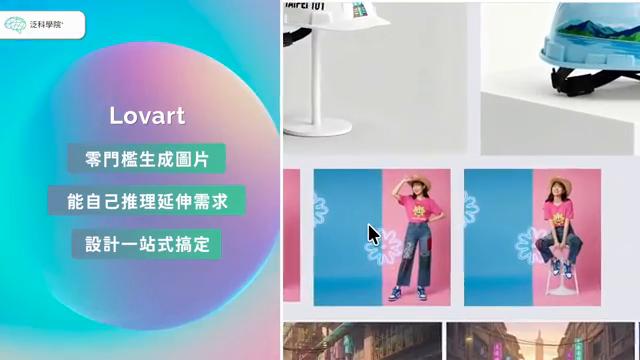 泛科學院
Lovart
零門檻生成圖片
能自己推理延伸需求
設計一站式搞定
TAIPEI 101